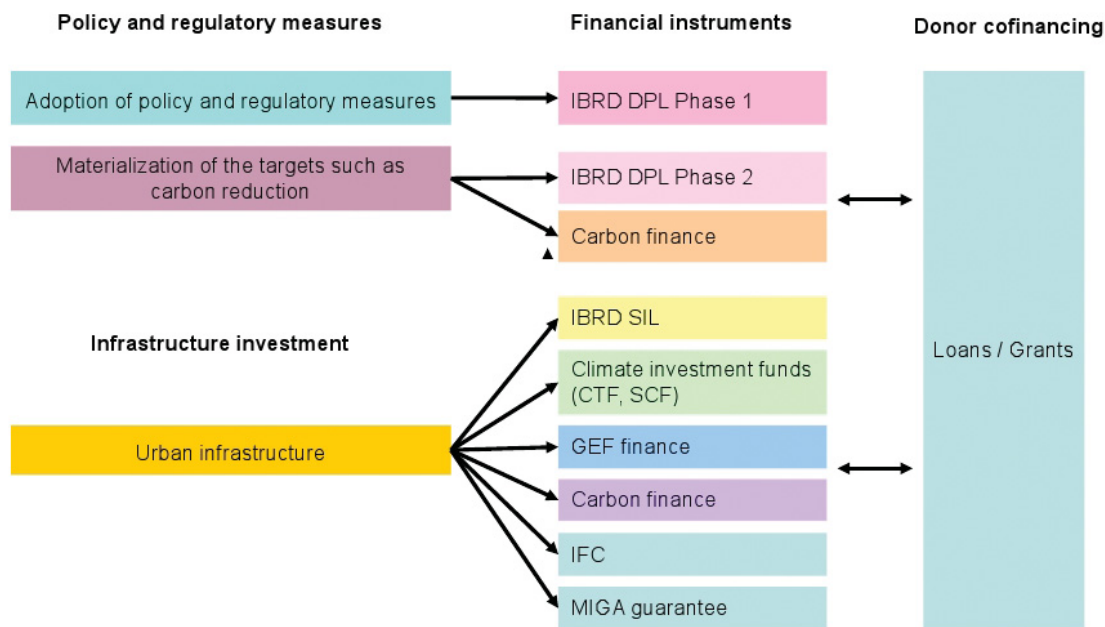 Policy and regulatory measures
Financial instruments
Donor cofinancing
Adoption of policy and regulatory measures
IBRD DPL Phase 1
Materialization of the targets such as
carbon reduction
IBRD DPL Phase 2
Carbon finance
Infrastructure investment
Urban infrastructure
IBRD SIL
Climate investment funds
(CTF, SCF)
GEF finance
Carbon finance
IFC
MIGA guarantee
Loans / Grants